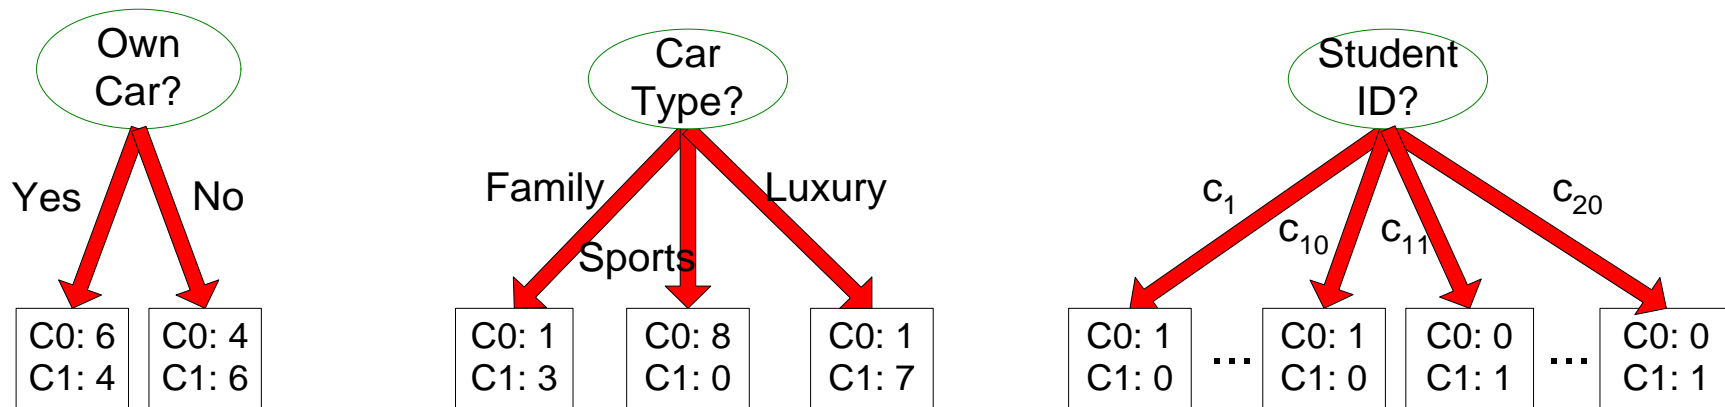 Own
Car?
Yes
No
C0: 6
C1: 4
C0: 4
C1: 6
Car
Type?
Family
Sports
Luxury
C0: 1
C1: 3
C0: 8
C1: 0
C0: 1
C1: 7
Student
ID?
c1
c10
c11
c20
C0: 1
C1: 0
...
C0: 1
C1: 0
C0: 0
C1: 1
...
C0: 0
C1: 1